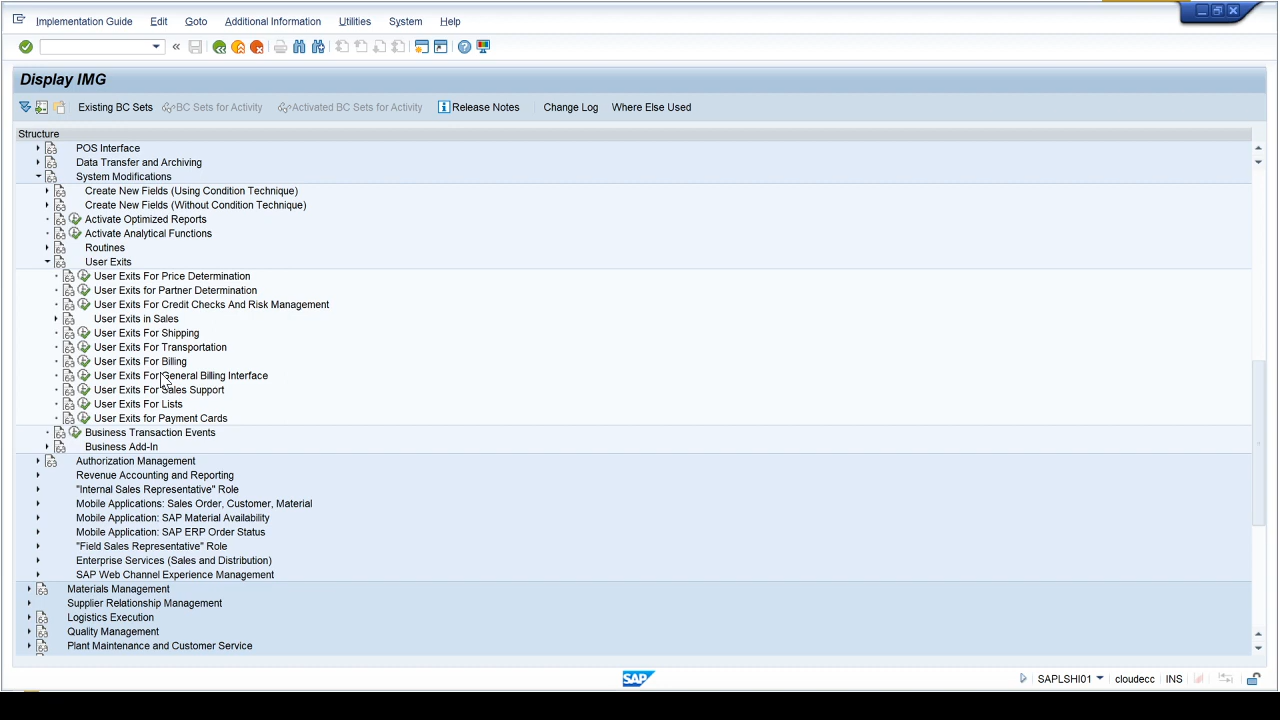 Implementation Guide Edit Goto Additional Information Utilities System Help
Display IMG
Existing BC Sets BC Sets for Activity Activated BC Sets for Activity Release Notes Change Log Where Else Used
Structure
POS Interface
Data Transfer and Archiving
System Modifications
Create New Fields (Using Condition Technique)
Create New Fields (Without Condition Technique)
Activate Optimized Reports
Activate Analytical Functions
Routines
User Exits
User Exits For Price Determination
User Exits for Partner Determination
User Exits For Credit Checks And Risk Management
User Exits in Sales
User Exits For Shipping
User Exits For Transportation
User Exits For Billing
User Exits For General Billing Interface
User Exits For Sales Support
User Exits For Lists
User Exits for Payment Cards
Business Transaction Events
Business Add-In
Authorization Management
Revenue Accounting and Reporting
"Internal Sales Representative" Role
Mobile Applications: Sales Order, Customer, Material
Mobile Application: SAP Material Availability
Mobile Application: SAP ERP Order Status
"Field Sales Representative" Role
Enterprise Services (Sales and Distribution)
SAP Web Channel Experience Management
Materials Management
Supplier Relationship Management
Logistics Execution
Quality Management
Plant Maintenance and Customer Service
SAP SAPLSHI01 cloudecc INS